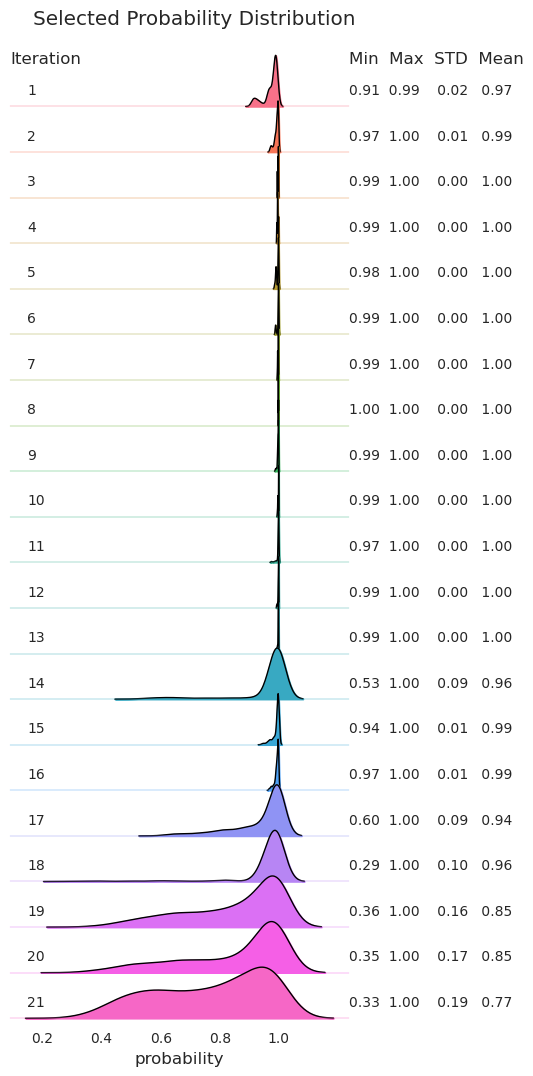 Selected Probability Distribution
Iteration Min Max STD Mean
1 0.91 0.99 0.02 0.97
2 0.97 1.00 0.01 0.99
3 0.99 1.00 0.00 1.00
4 0.99 1.00 0.00 1.00
5 0.98 1.00 0.00 1.00
6 0.99 1.00 0.00 1.00
7 0.99 1.00 0.00 1.00
8 1.00 1.00 0.00 1.00
9 0.99 1.00 0.00 1.00
10 0.99 1.00 0.00 1.00
11 0.97 1.00 0.00 1.00
12 0.99 1.00 0.00 1.00
13 0.99 1.00 0.00 1.00
14 0.53 1.00 0.09 0.96
15 0.94 1.00 0.01 0.99
16 0.97 1.00 0.01 0.99
17 0.60 1.00 0.09 0.94
18 0.29 1.00 0.10 0.96
19 0.36 1.00 0.16 0.85
20 0.35 1.00 0.17 0.85
21 0.33 1.00 0.19 0.77
0.2 0.4 0.6 0.8 1.0
probability